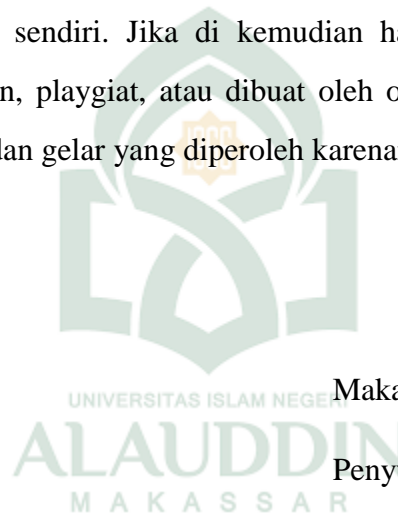 sendiri. Jika di kemudian ha
n, playgiat, atau dibuat oleh o
dan gelar yang diperoleh karena
UNIVERSITAS ISLAM NEGERI
Maka
ALAUDDIN
Peny
MAKASSAR